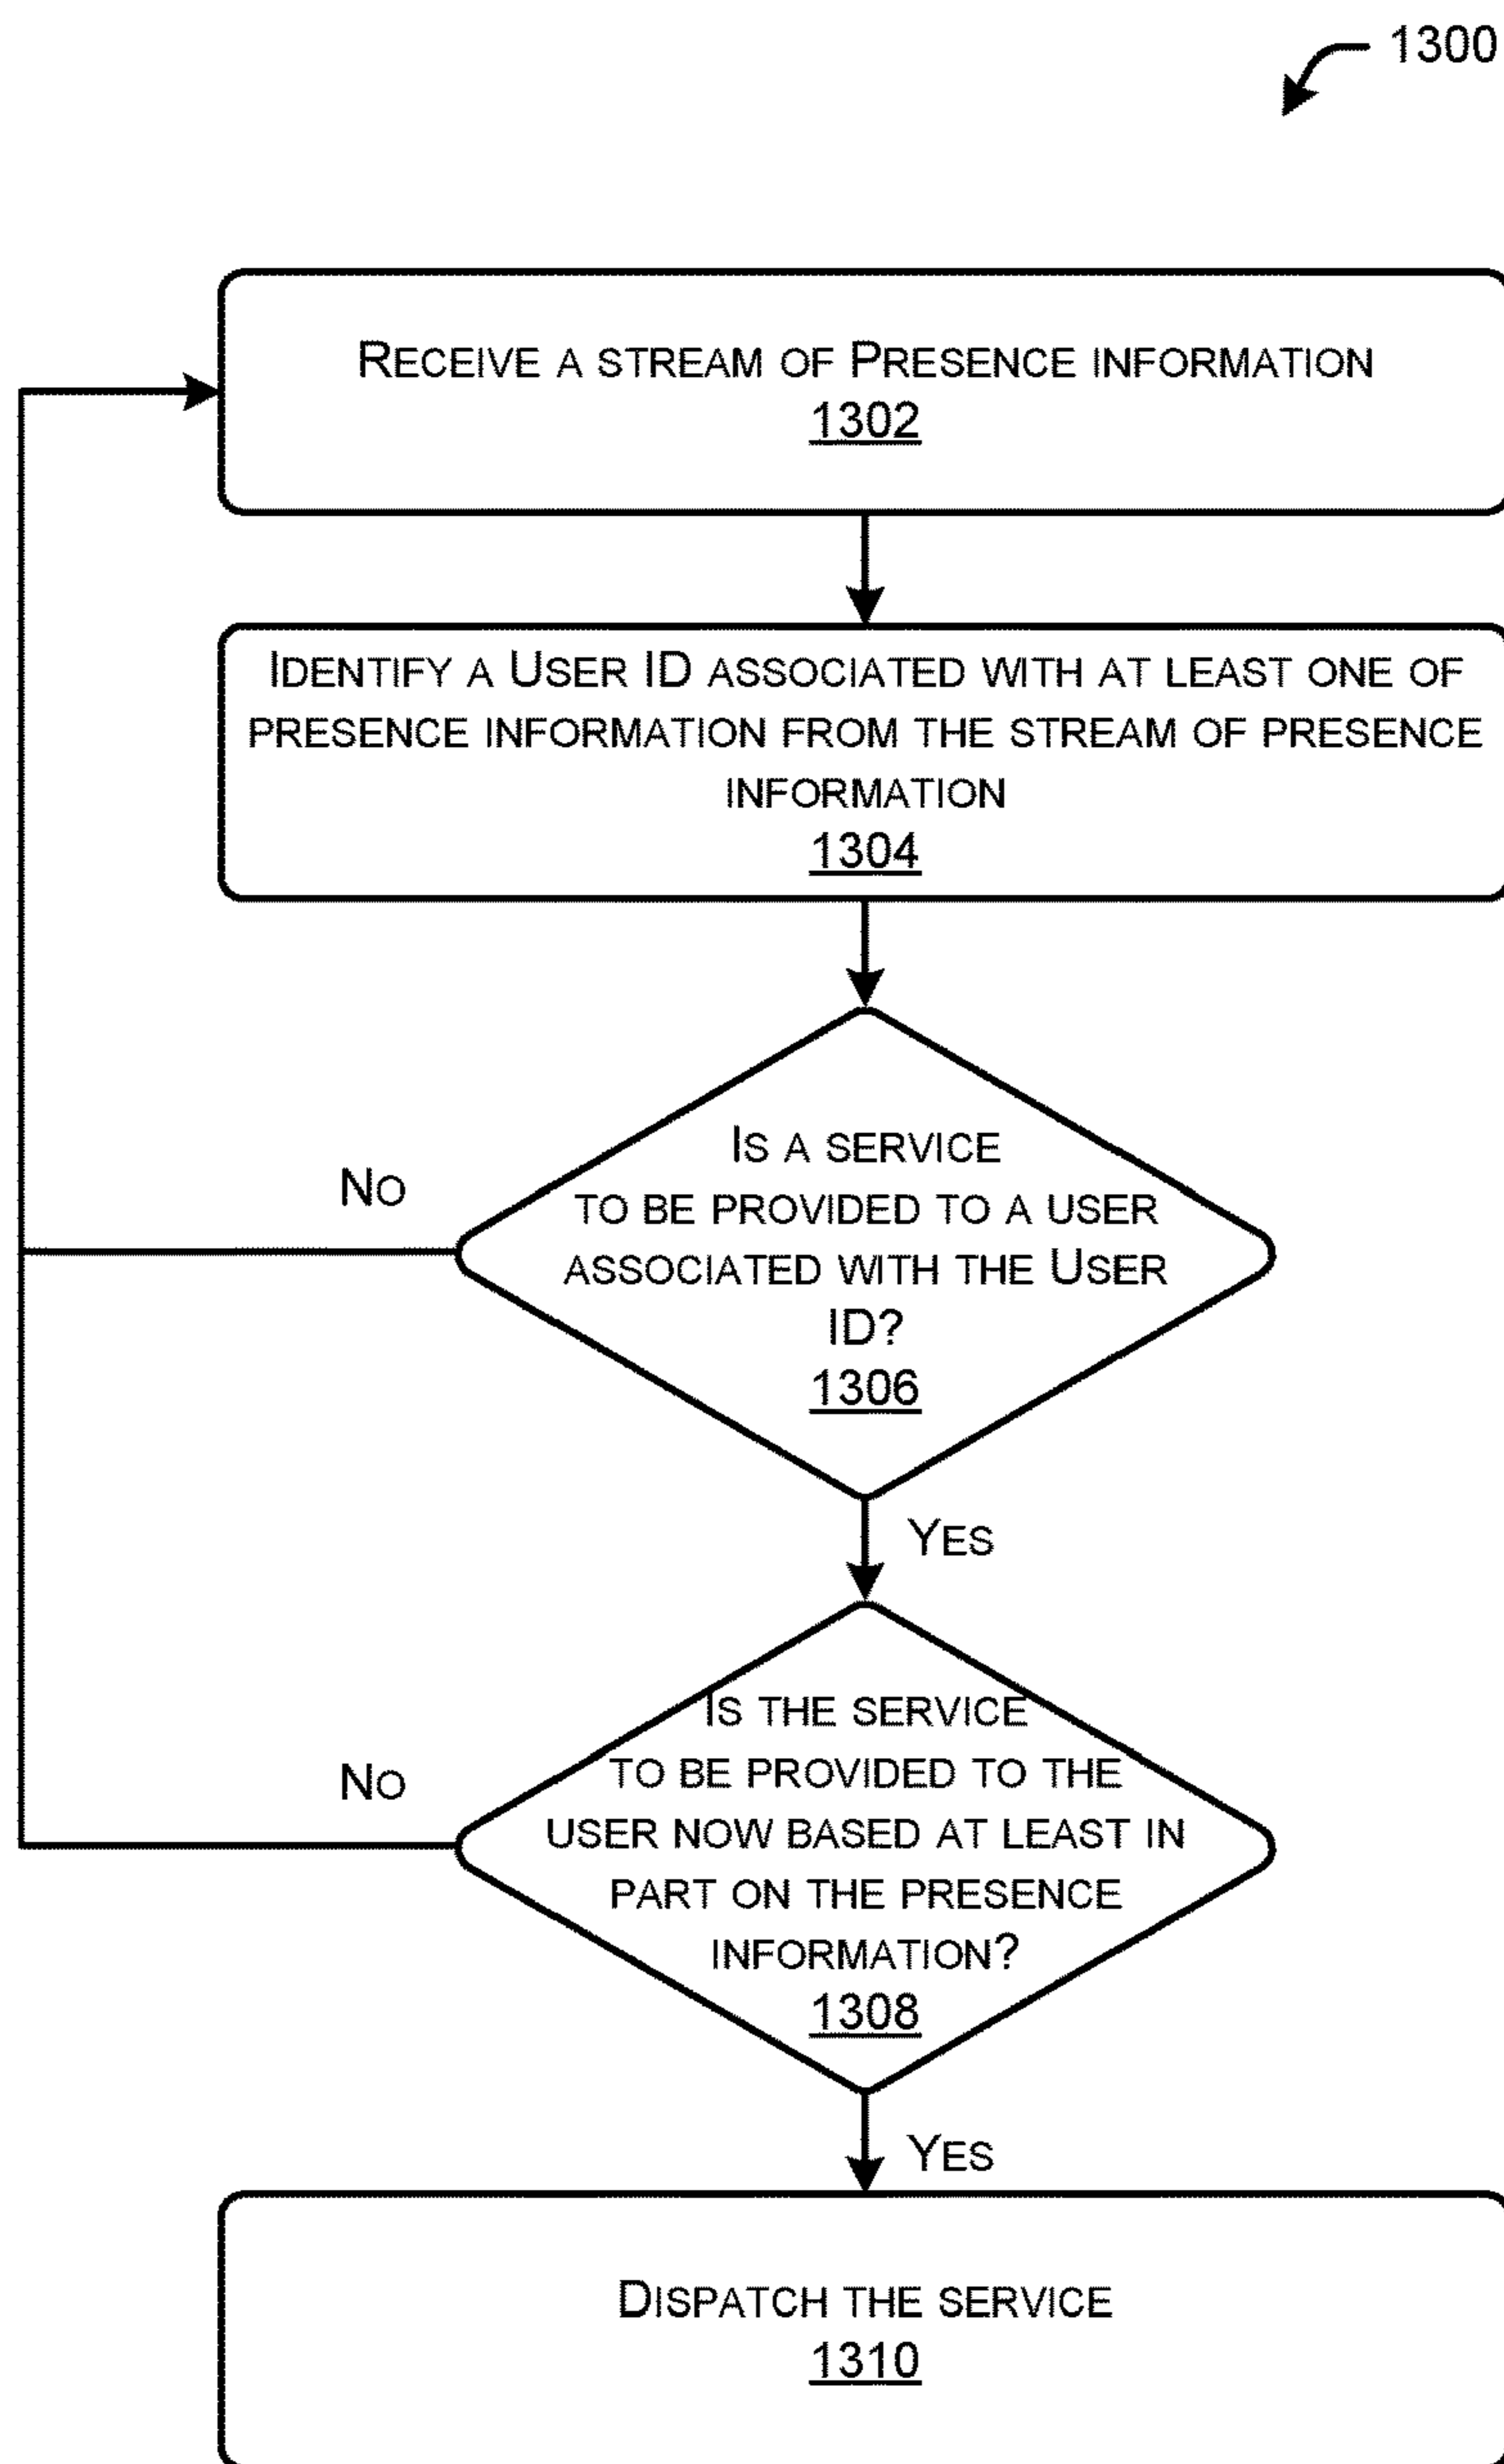 1300
Receive a stream of Presence information
1302
Identify a User ID associated with at least one of
presence information from the stream of presence
information
1304
Is a service
to be provided to a user
associated with the User
ID?
1306
No
Yes
Is the service
to be provided to the
user now based at least in
part on the presence
information?
1308
No
Yes
Dispatch the service
1310